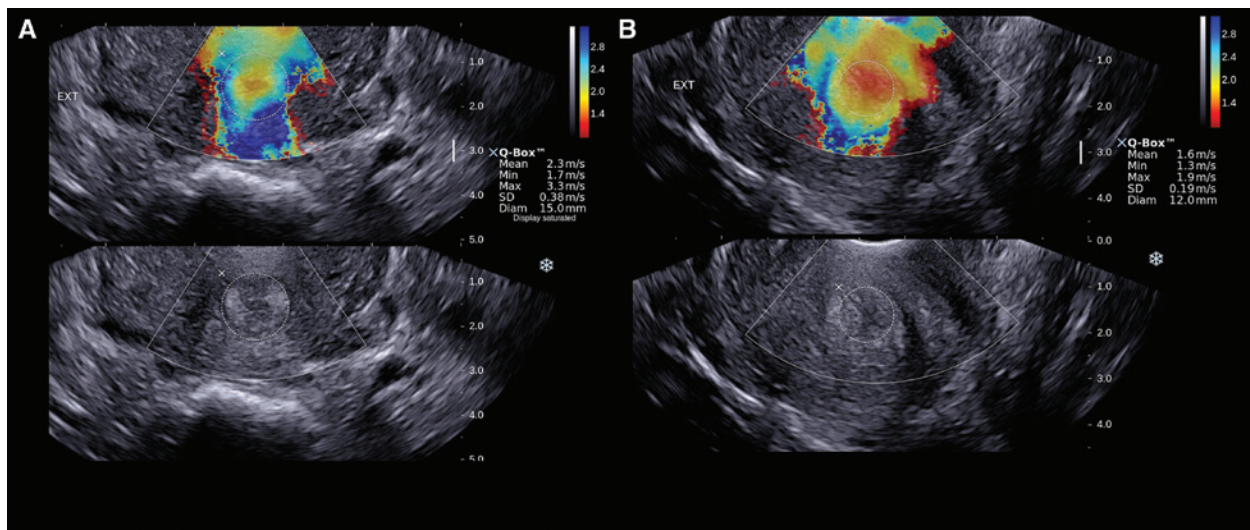 A
EXT
2.8
2.4
1.4
1.0
2.0
3.0
4.0
5.0
Q-Box™
Mean 2.3 m/s
Min 1.7 m/s
Max 3.3 m/s
SD 0.38 m/s
Diam 15.0 mm
Display saturated
1.0
2.0
3.0
4.0
5.0
B
EXT
2.8
2.4
1.4
1.0
2.0
3.0
4.0
0.0
Q-Box™
Mean 1.6 m/s
Min 1.3 m/s
Max 1.9 m/s
SD 0.19 m/s
Diam 12.0 mm
1.0
2.0
3.0
4.0